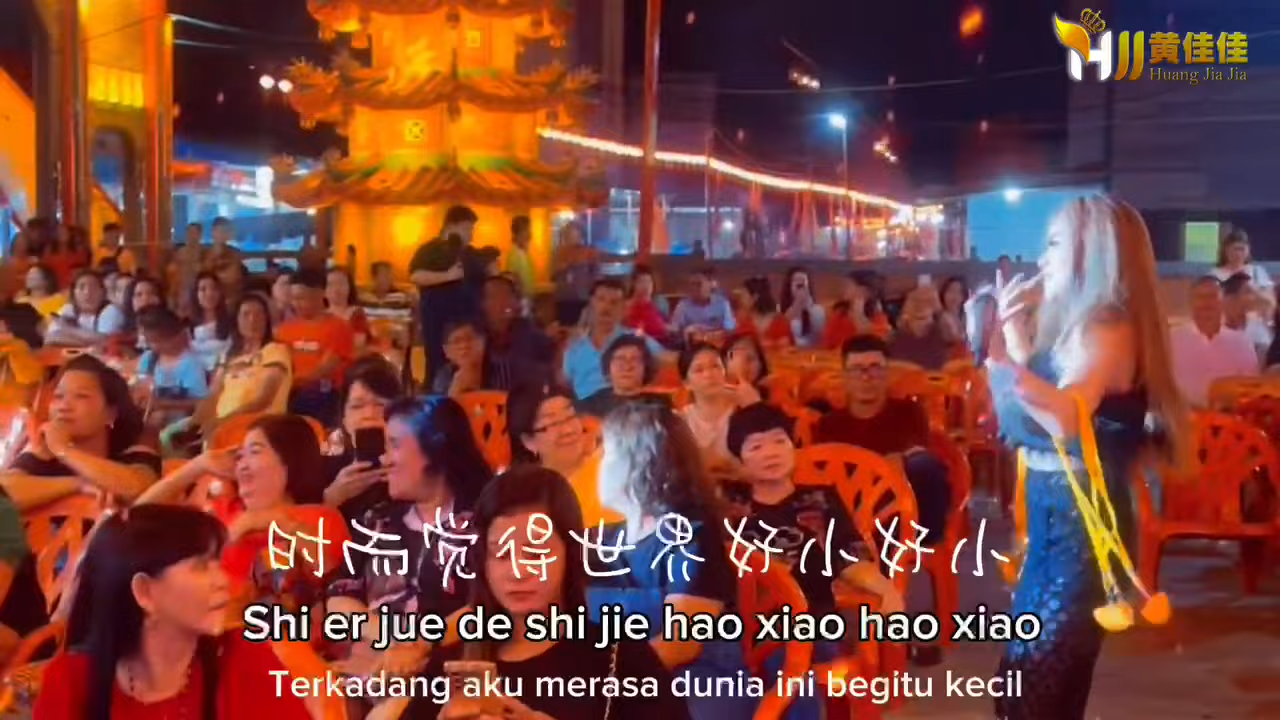 HJJ 黄佳佳
Huang Jia Jia
时而觉得世界好小好小
Shi er jue de shi jie hao xiao hao xiao
Terkadang aku merasa dunia ini begitu kecil